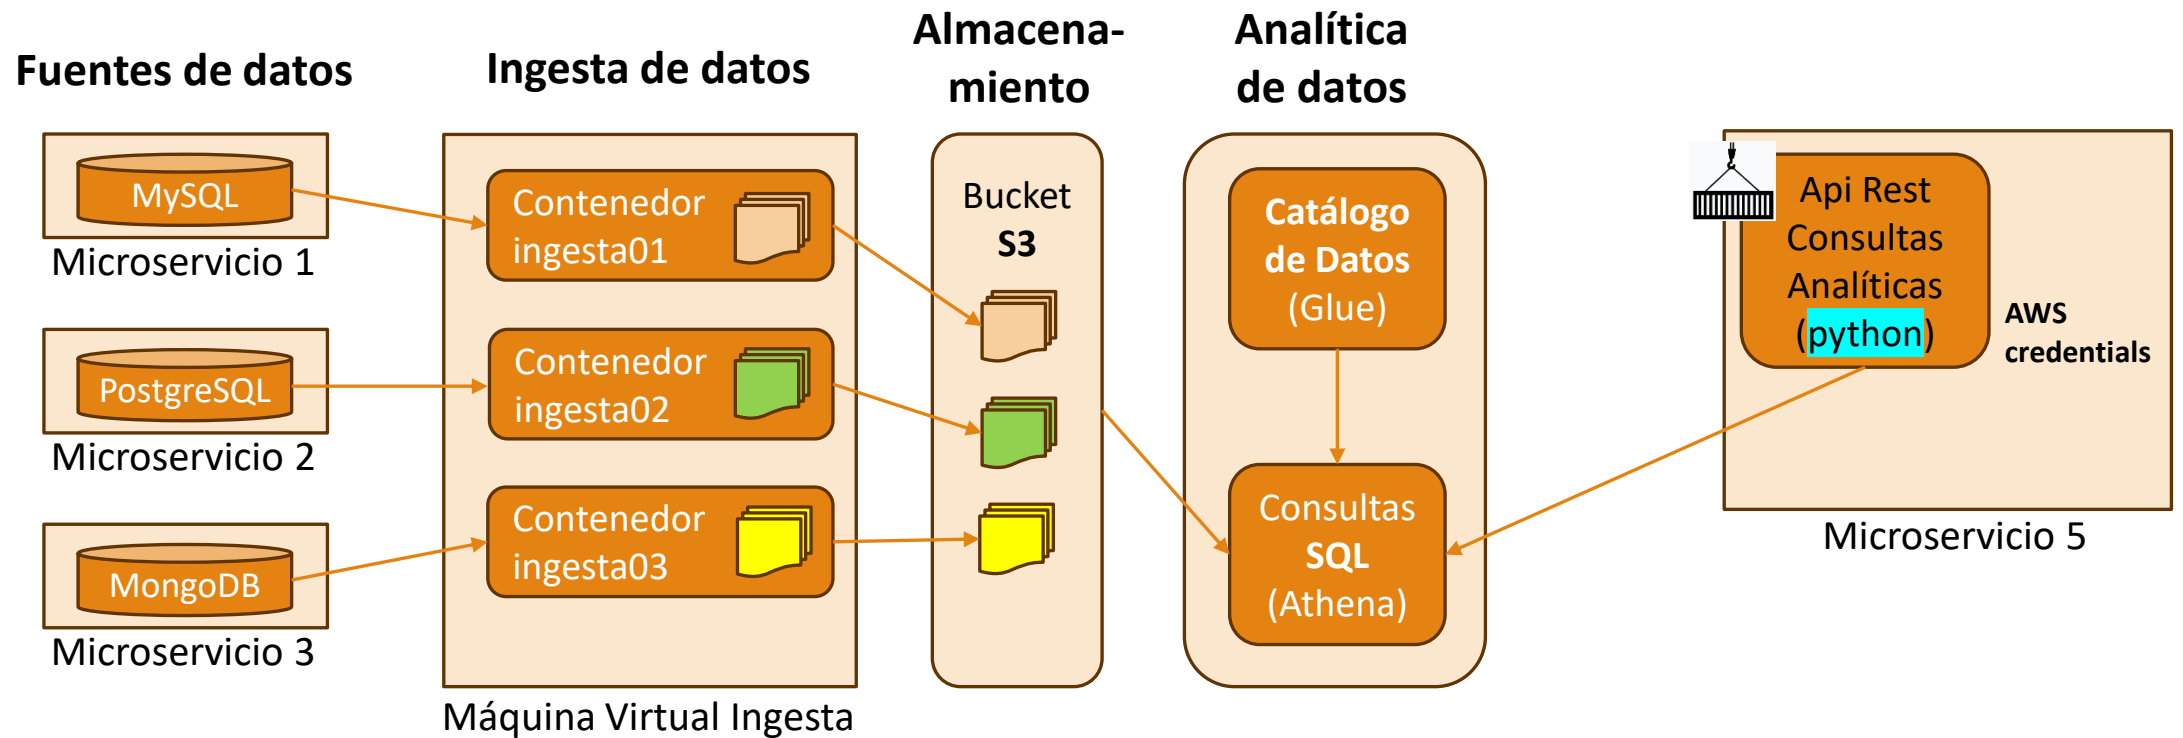 Fuentes de datos
MySQL
Microservicio 1
PostgreSQL
Microservicio 2
MongoDB
Microservicio 3
Ingesta de datos
Contenedor
ingesta01
Contenedor
ingesta02
Contenedor
ingesta03
Máquina Virtual Ingesta
Almacena-
miento
Bucket
S3
Analítica
de datos
Catálogo
de Datos
(Glue)
Consultas
SQL
(Athena)
Api Rest
Consultas
Analíticas
(python)
AWS
credentials
Microservicio 5